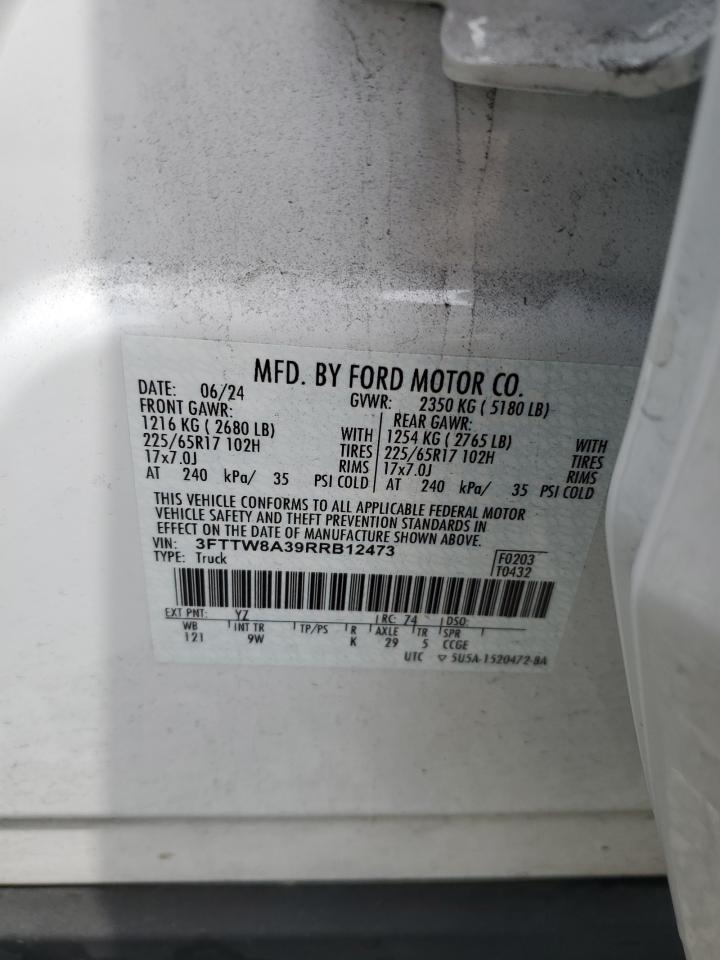 MFD. BY FORD MOTOR CO.
DATE: 06/24 GVWR: 2350 KG ( 5180 LB)
FRONT GAWR: REAR GAWR:
1216 KG ( 2680 LB) WITH 1254 KG ( 2765 LB) WITH
225/65R17 102H TIRES 225/65R17 102H TIRES
17x7.0J RIMS 17x7.0J RIMS
AT 240 kPa/ 35 PSI COLD AT 240 kPa/ 35 PSI COLD
THIS VEHICLE CONFORMS TO ALL APPLICABLE FEDERAL MOTOR
VEHICLE SAFETY AND THEFT PREVENTION STANDARDS IN
EFFECT ON THE DATE OF MANUFACTURE SHOWN ABOVE.
VIN: 3FTTW8A39RRB12473 F0203
TYPE: Truck T0432
EXT PNT: YZ RC: 74 DSO:
WB INT TR TP/PS R AXLE TR SPR
121 9W K 29 5 CCGE
UTC ▽ 5U5A-1520472-BA